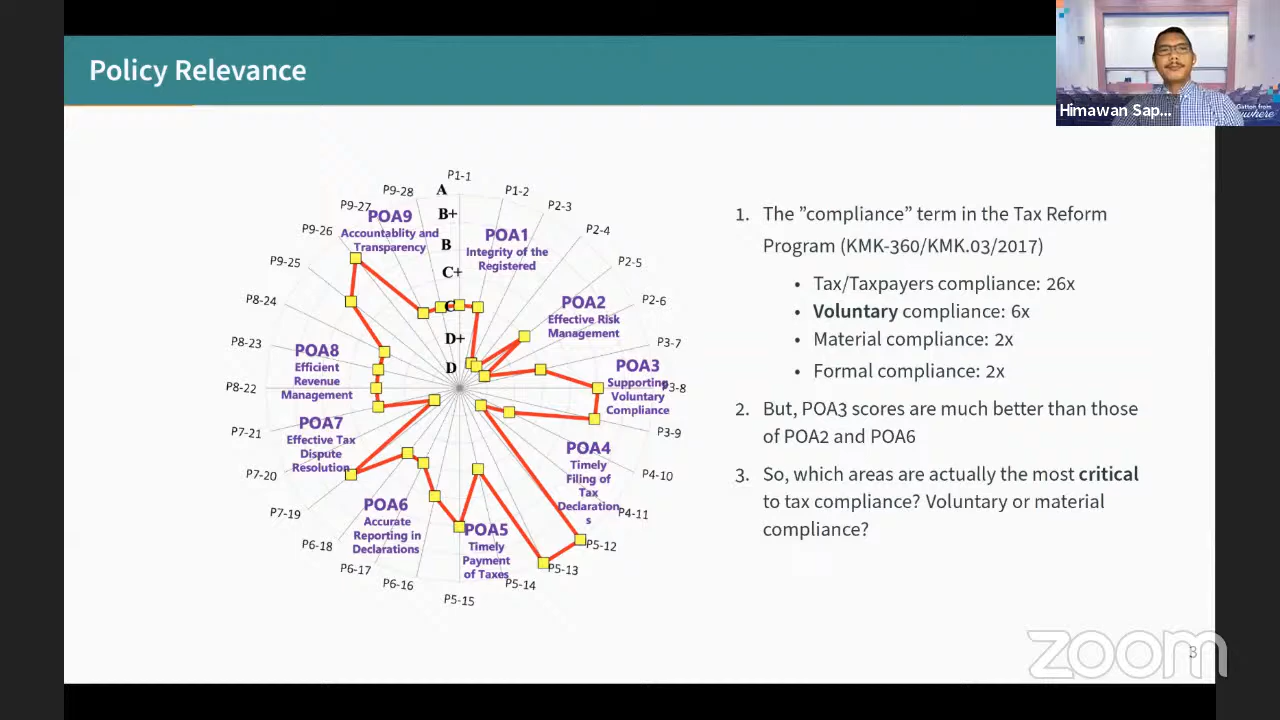 Policy Relevance
Himawan Sap...
Gatton from
where
P1-1
P1-2
P2-3
P2-4
P2-5
P2-6
P3-7
P3-8
P3-9
P4-10
P4-11
P5-12
P5-13
P5-14
P5-15
P6-16
P6-17
P6-18
P7-19
P7-20
P7-21
P8-22
P8-23
P8-24
P9-25
P9-26
P9-27
P9-28
A
B+
B
C+
C
D+
D
POA1
Integrity of the
Registered
POA2
Effective Risk
Management
POA3
Supporting
Voluntary
Compliance
POA4
Timely
Filing of
Tax
Declaration
s
POA5
Timely
Payment
of Taxes
POA6
Accurate
Reporting in
Declarations
POA7
Effective Tax
Dispute
Resolution
POA8
Efficient
Revenue
Management
POA9
Accountablity and
Transparency
1. The ”compliance” term in the Tax Reform
Program (KMK-360/KMK.03/2017)
• Tax/Taxpayers compliance: 26x
• Voluntary compliance: 6x
• Material compliance: 2x
• Formal compliance: 2x
2. But, POA3 scores are much better than those
of POA2 and POA6
3. So, which areas are actually the most critical
to tax compliance? Voluntary or material
compliance?
zoom
3